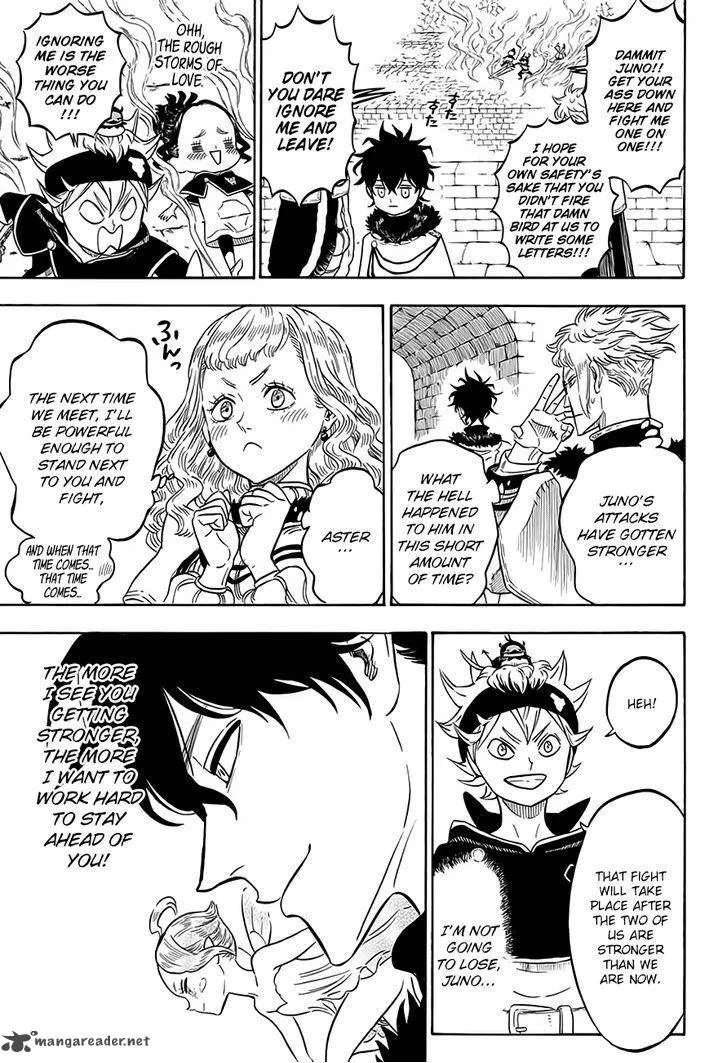 DAMMIT
JUNO!!
GET YOUR
ASS DOWN
HERE AND
FIGHT ME
ONE ON
ONE!!!
I HOPE
FOR YOUR
OWN SAFETY'S
SAKE THAT YOU
DIDN'T FIRE
THAT DAMN
BIRD AT US TO
WRITE SOME
LETTERS!!!
すた
すた
DON'T
YOU DARE
IGNORE
ME AND
LEAVE!
OHH,
THE ROUGH
STORMS OF
LOVE
IGNORING
ME IS THE
WORSE
THING YOU
CAN DO
!!!
JUNO'S
ATTACKS
HAVE GOTTEN
STRONGER
...
WHAT
THE HELL
HAPPENED
TO HIM IN
THIS SHORT
AMOUNT
OF TIME?
ふんっ
ASTER
...
THE NEXT TIME
WE MEET, I'LL
BE POWERFUL
ENOUGH TO
STAND NEXT
TO YOU AND
FIGHT,
AND WHEN THAT
TIME COMES..
THAT TIME
COMES..
HEH!
THAT FIGHT
WILL TAKE
PLACE AFTER
THE TWO OF
US ARE
STRONGER
THAN WE
ARE NOW.
I'M NOT
GOING
TO LOSE,
JUNO...
THE MORE
I SEE YOU
GETTING
STRONGER,
THE MORE
I WANT TO
WORK HARD
TO STAY
AHEAD OF
YOU!
mangareader.net